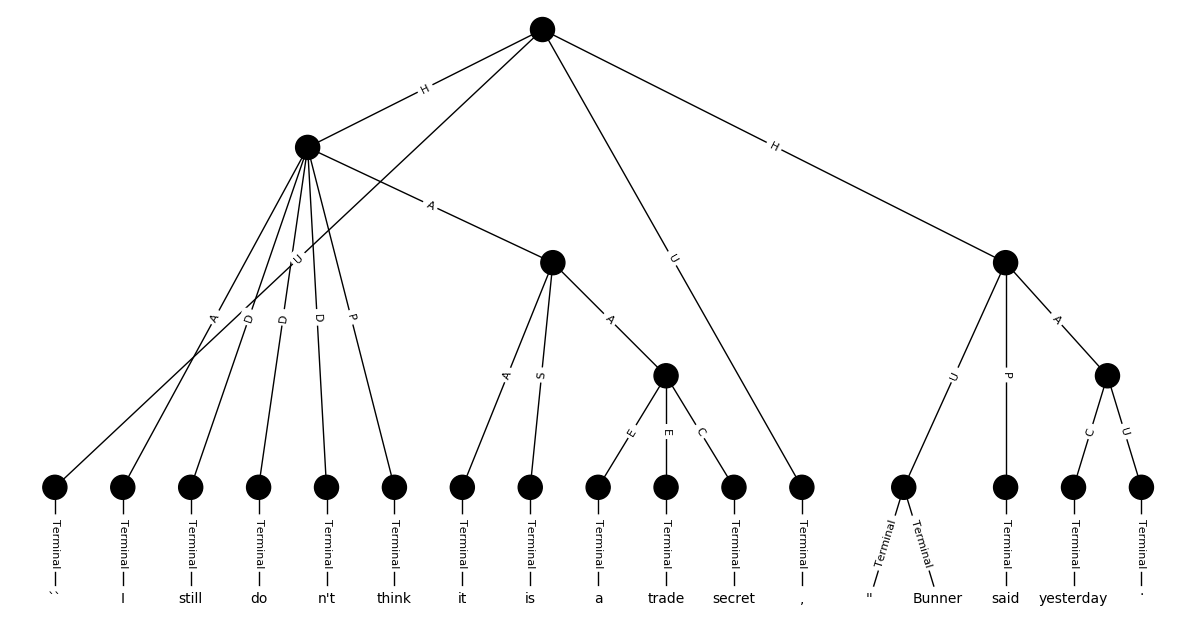 H
H
A
U
U
A
D
D
D
P
A
U
P
A
A
S
E
E
C
C
U
Terminal Terminal Terminal Terminal Terminal Terminal Terminal Terminal Terminal Terminal Terminal Terminal Terminal Terminal Terminal Terminal Terminal
`` I still do n't think it is a trade secret , " Bunner said yesterday .